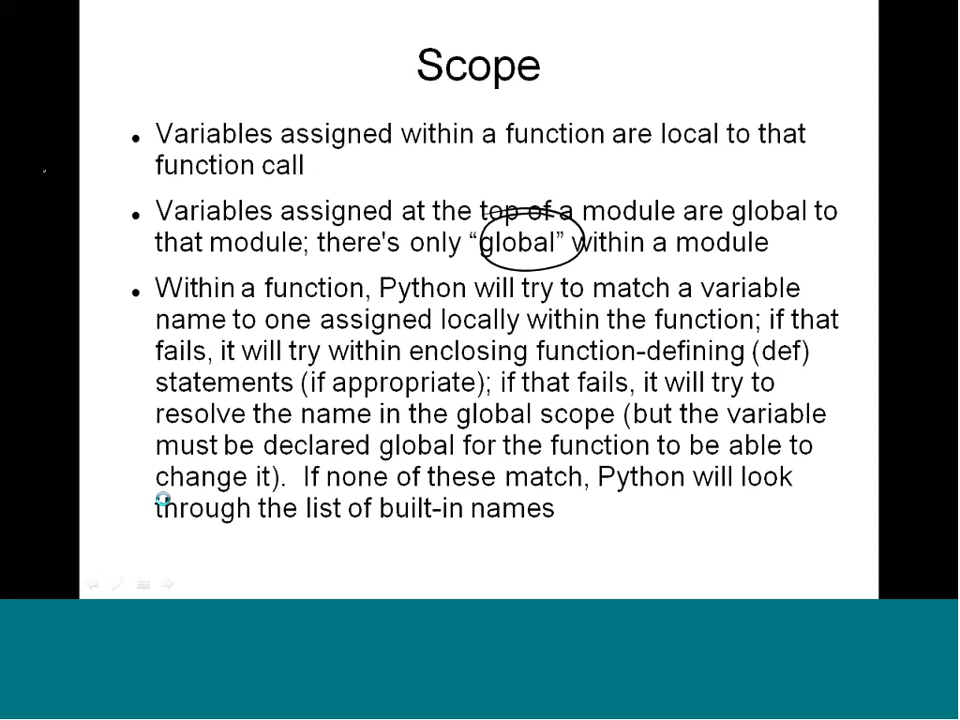 Scope
• Variables assigned within a function are local to that
function call
• Variables assigned at the top of a module are global to
that module; there's only “global” within a module
• Within a function, Python will try to match a variable
name to one assigned locally within the function; if that
fails, it will try within enclosing function-defining (def)
statements (if appropriate); if that fails, it will try to
resolve the name in the global scope (but the variable
must be declared global for the function to be able to
change it).  If none of these match, Python will look
through the list of built-in names